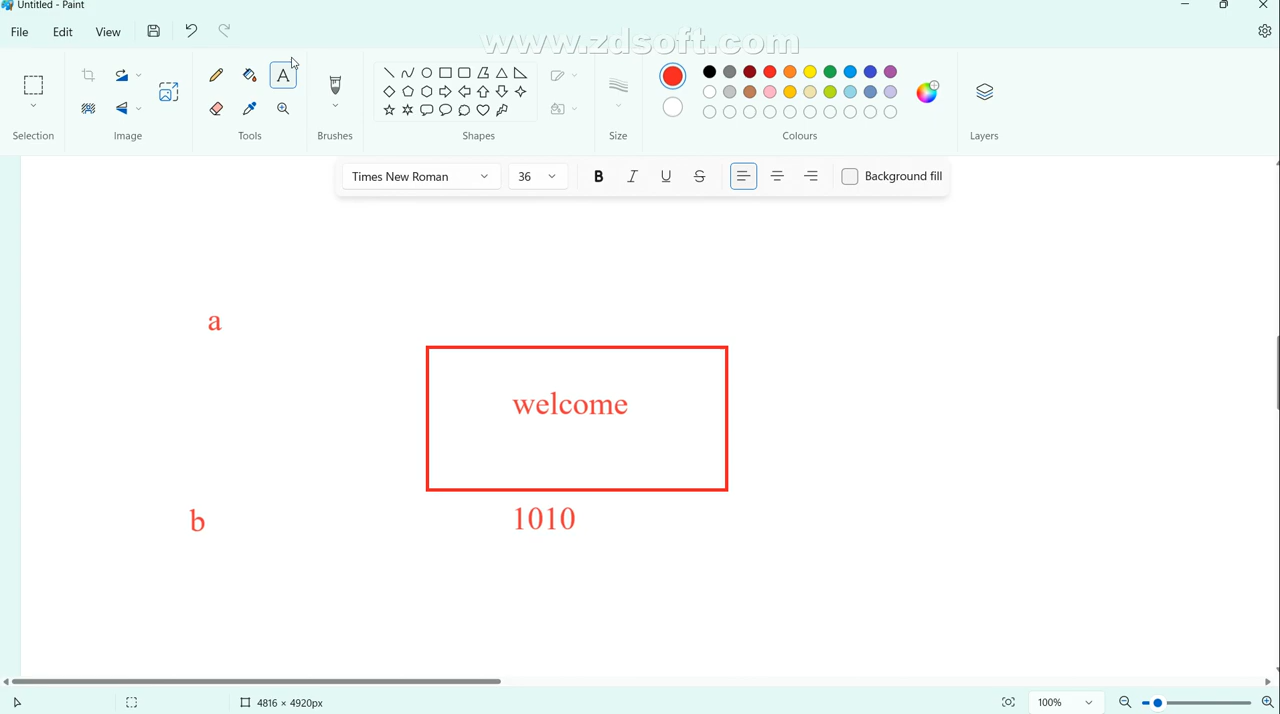 Untitled - Paint
File Edit View
www.zdsoft.com
A
Selection Image Tools Brushes Shapes Size Colours Layers
Times New Roman 36 B I U S Background fill
a
welcome
b 1010
4816 × 4920px 100%